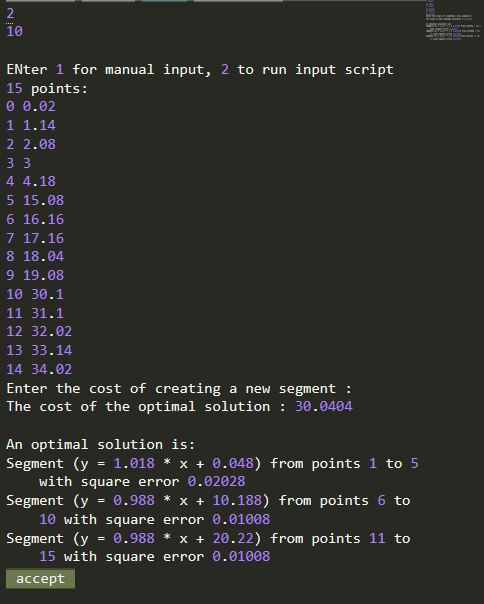 2
10
ENter 1 for manual input, 2 to run input script
15 points:
0 0.02
1 1.14
2 2.08
3 3
4 4.18
5 15.08
6 16.16
7 17.16
8 18.04
9 19.08
10 30.1
11 31.1
12 32.02
13 33.14
14 34.02
Enter the cost of creating a new segment :
The cost of the optimal solution : 30.0404
An optimal solution is:
Segment (y = 1.018 * x + 0.048) from points 1 to 5
with square error 0.02028
Segment (y = 0.988 * x + 10.188) from points 6 to
10 with square error 0.01008
Segment (y = 0.988 * x + 20.22) from points 11 to
15 with square error 0.01008
accept